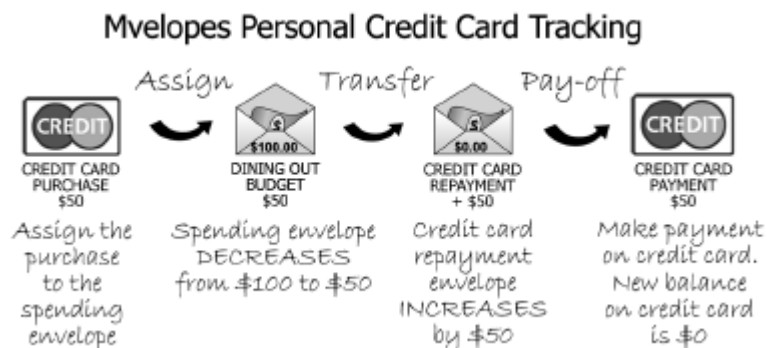 Mvelopes Personal Credit Card Tracking
Assign
Transfer
Pay-off
CREDIT
CREDIT CARD
PURCHASE
$50
Assign the
purchase
to the
spending
envelope
$
$100.00
DINING OUT
BUDGET
$50
Spending envelope
DECREASES
from $100 to $50
$
$0.00
CREDIT CARD
REPAYMENT
+ $50
Credit card
repayment
envelope
INCREASES
by $50
CREDIT
CREDIT CARD
PAYMENT
$50
Make payment
on credit card.
New balance
on credit card
is $0